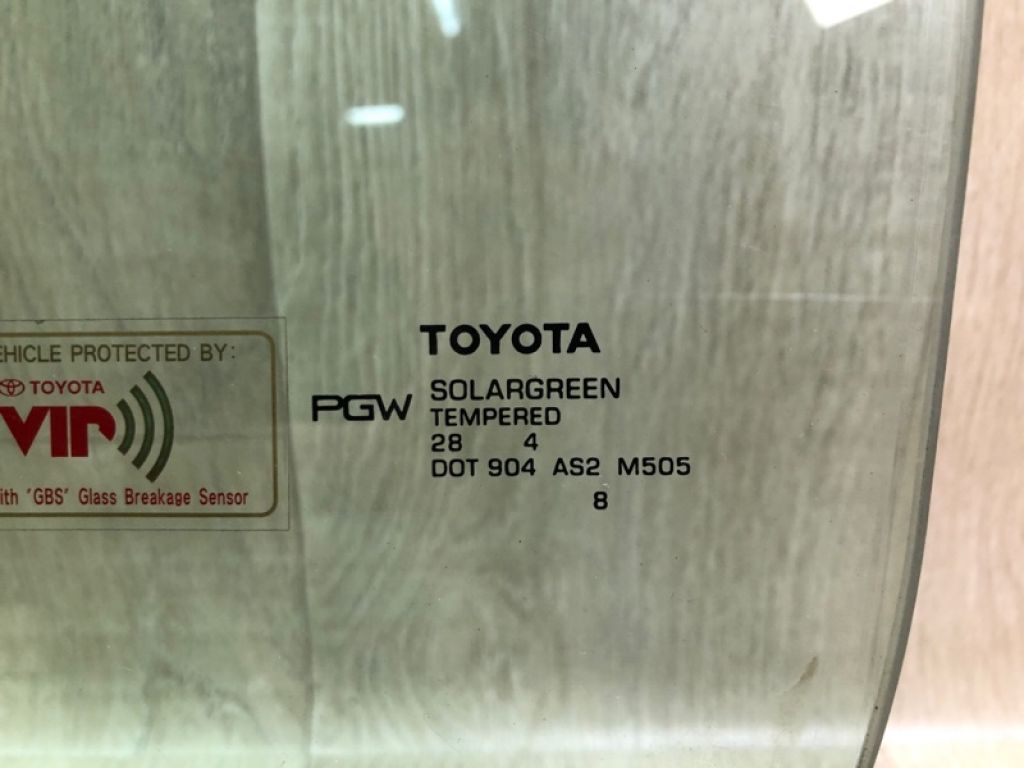 TOYOTA
PGW SOLARGREEN
TEMPERED
28 4
DOT 904 AS2 M505
8
EHICLE PROTECTED BY:
TOYOTA
VIP
ith "GBS" Glass Breakage Sensor